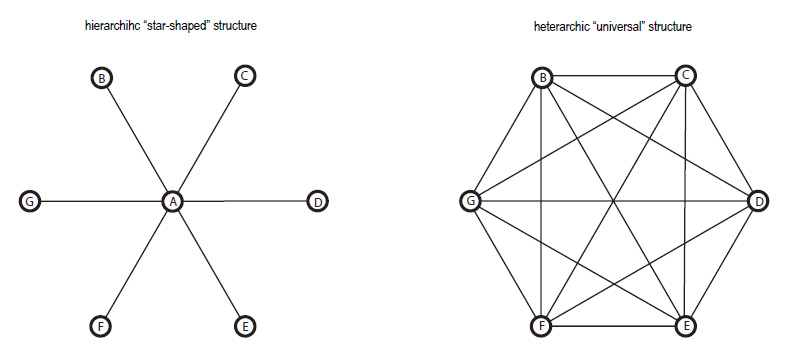 hierarchihc “star-shaped” structure
heterarchic “universal” structure
B
C
B
C
G
A
D
G
D
F
E
F
E